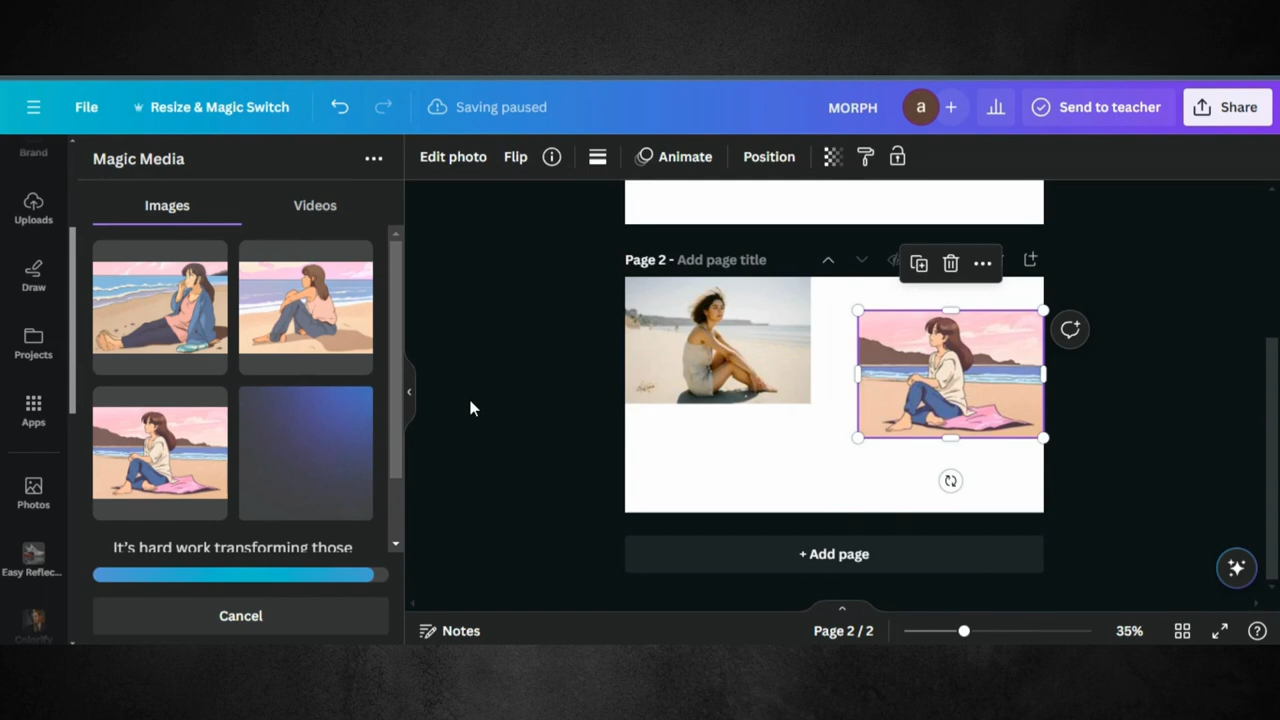 File
Resize & Magic Switch
Saving paused
MORPH
a
Send to teacher
Share
Brand
Uploads
Draw
Projects
Apps
Photos
Easy Reflec...
Colorify
Magic Media
Images
Videos
It's hard work transforming those
Cancel
Edit photo
Flip
Animate
Position
Page 2 - Add page title
+ Add page
Notes
Page 2 / 2
35%